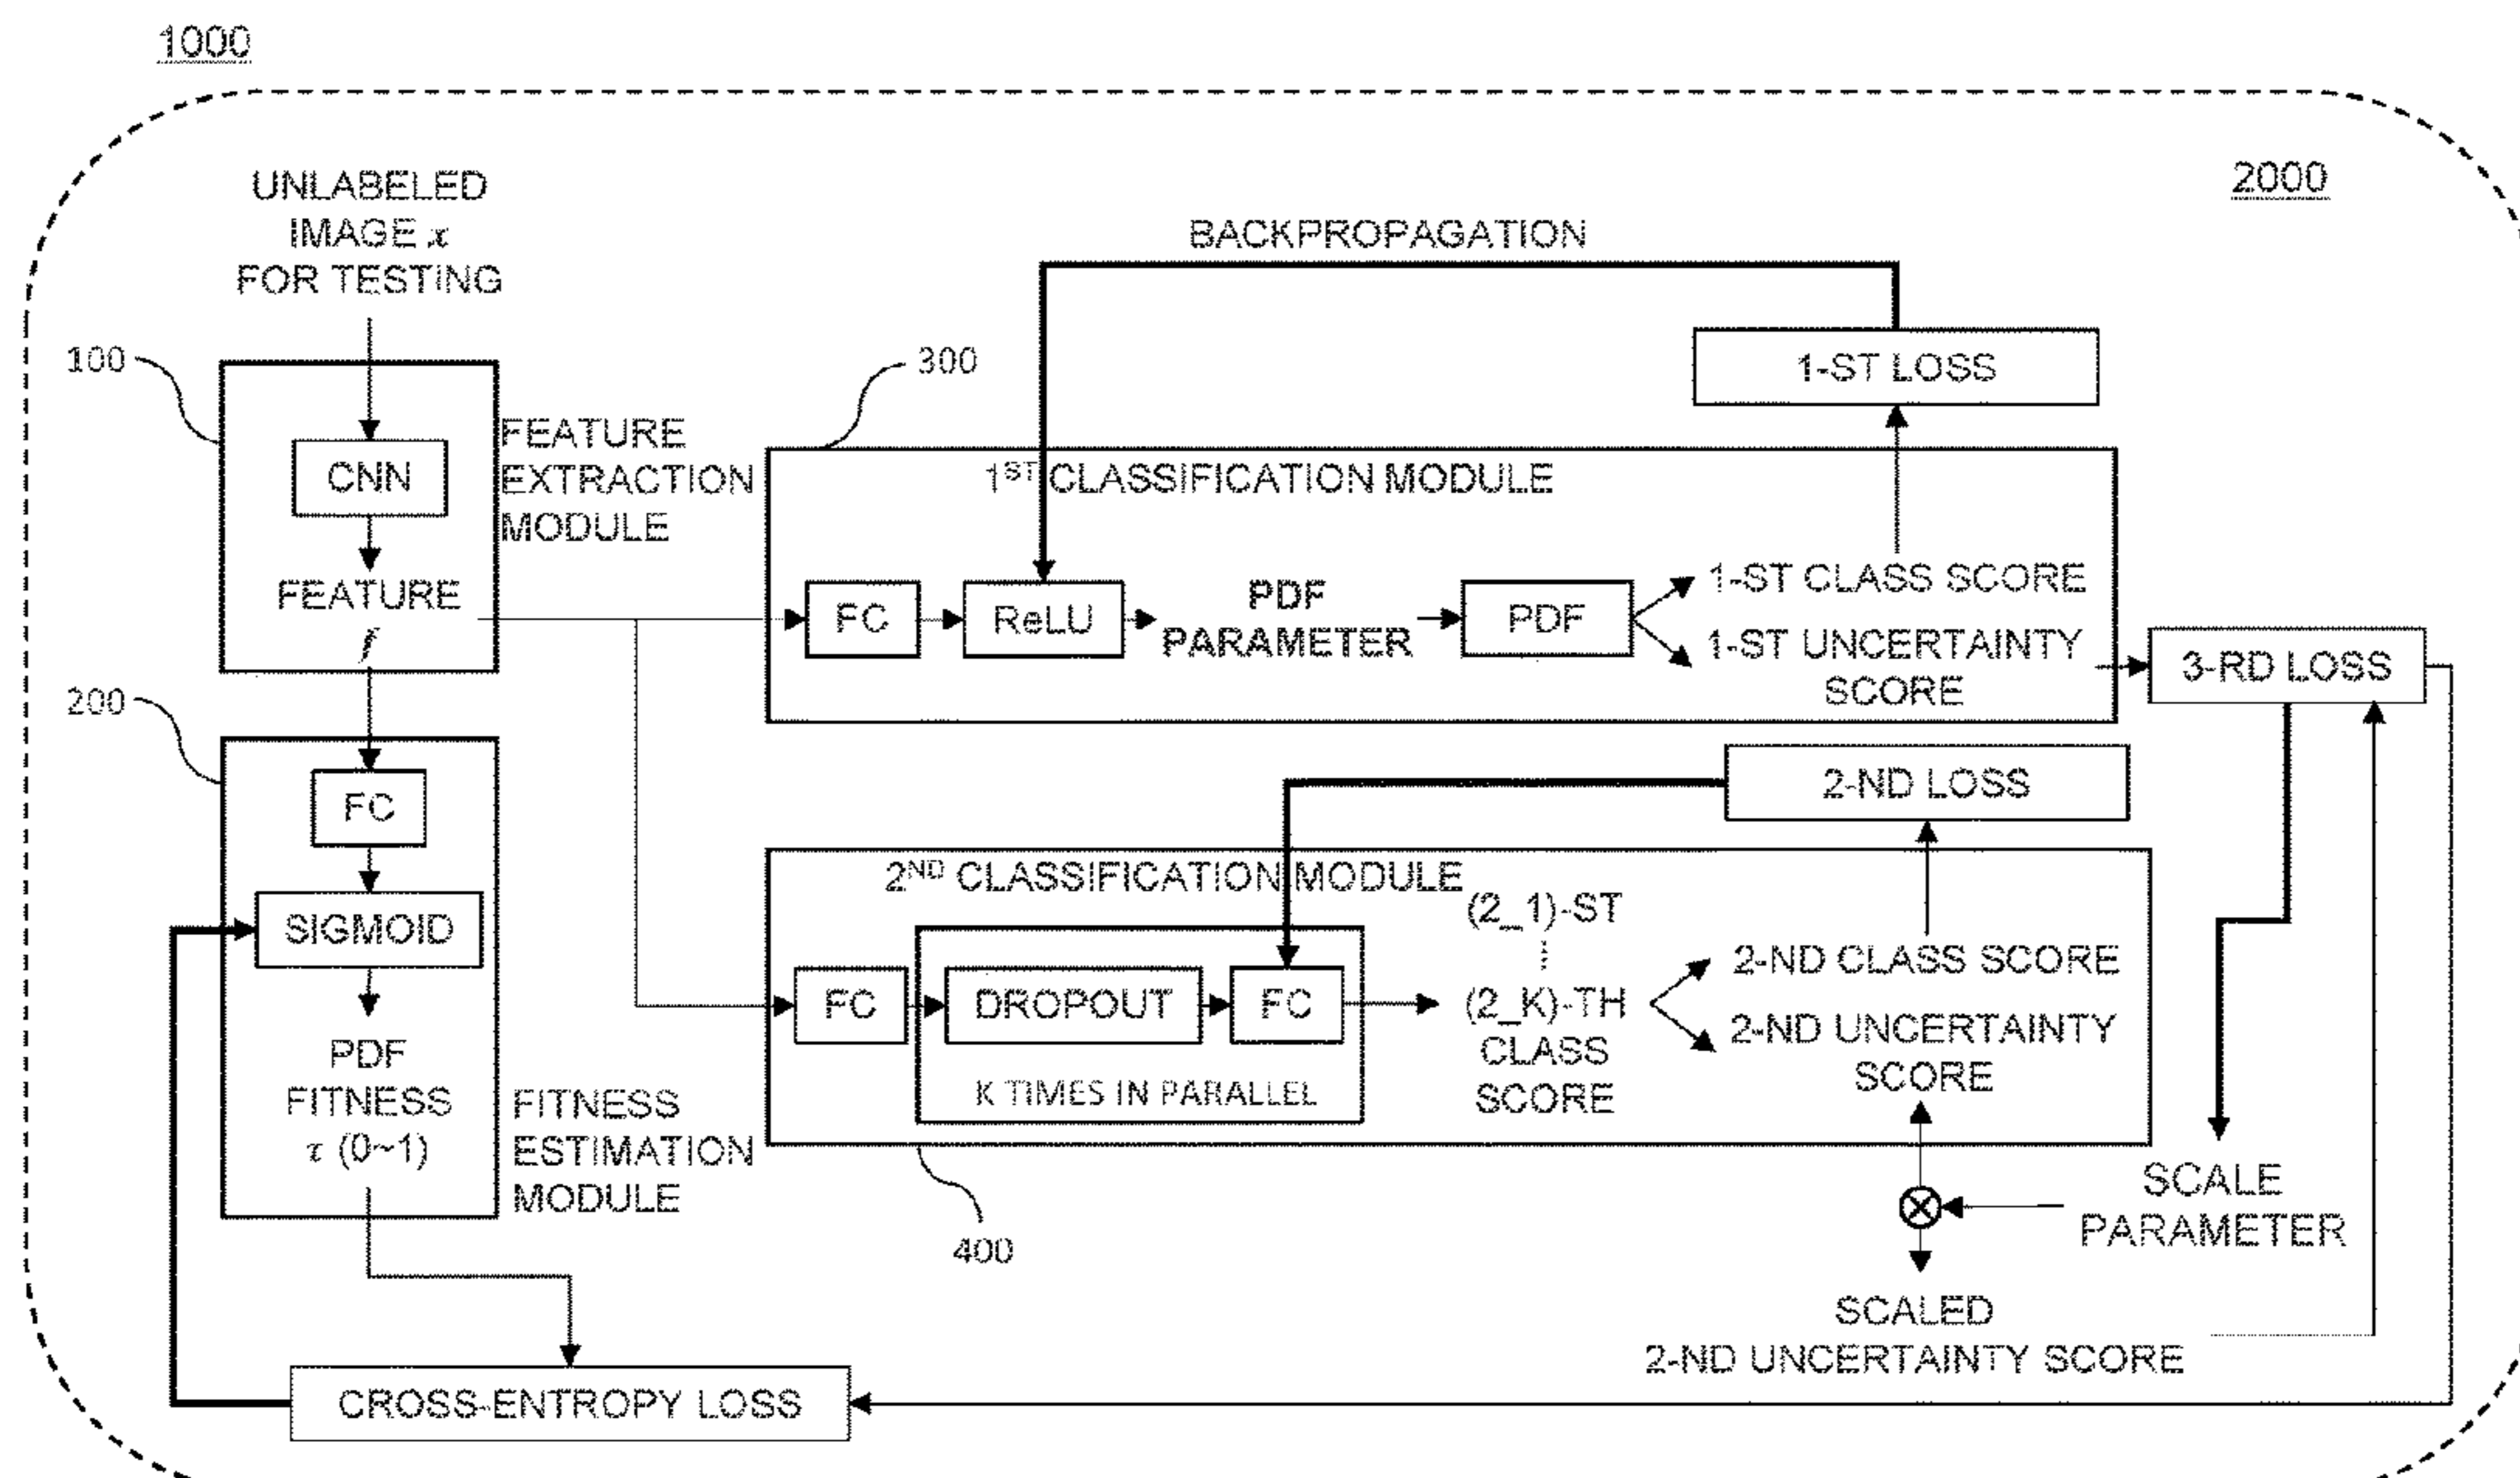 1000
2000
UNLABELED
IMAGE x
FOR TESTING
BACKPROPAGATION
100
300
1-ST LOSS
CNN
FEATURE
EXTRACTION
MODULE
FEATURE
f
1ST CLASSIFICATION MODULE
FC
ReLU
PDF
PARAMETER
PDF
1-ST CLASS SCORE
1-ST UNCERTAINTY
SCORE
3-RD LOSS
200
FC
SIGMOID
PDF
FITNESS
τ (0~1)
FITNESS
ESTIMATION
MODULE
2-ND LOSS
2ND CLASSIFICATION MODULE
FC
DROPOUT
FC
K TIMES IN PARALLEL
(2_1)-ST
(2_K)-TH
CLASS
SCORE
2-ND CLASS SCORE
2-ND UNCERTAINTY
SCORE
400
SCALE
PARAMETER
SCALED
2-ND UNCERTAINTY SCORE
CROSS-ENTROPY LOSS